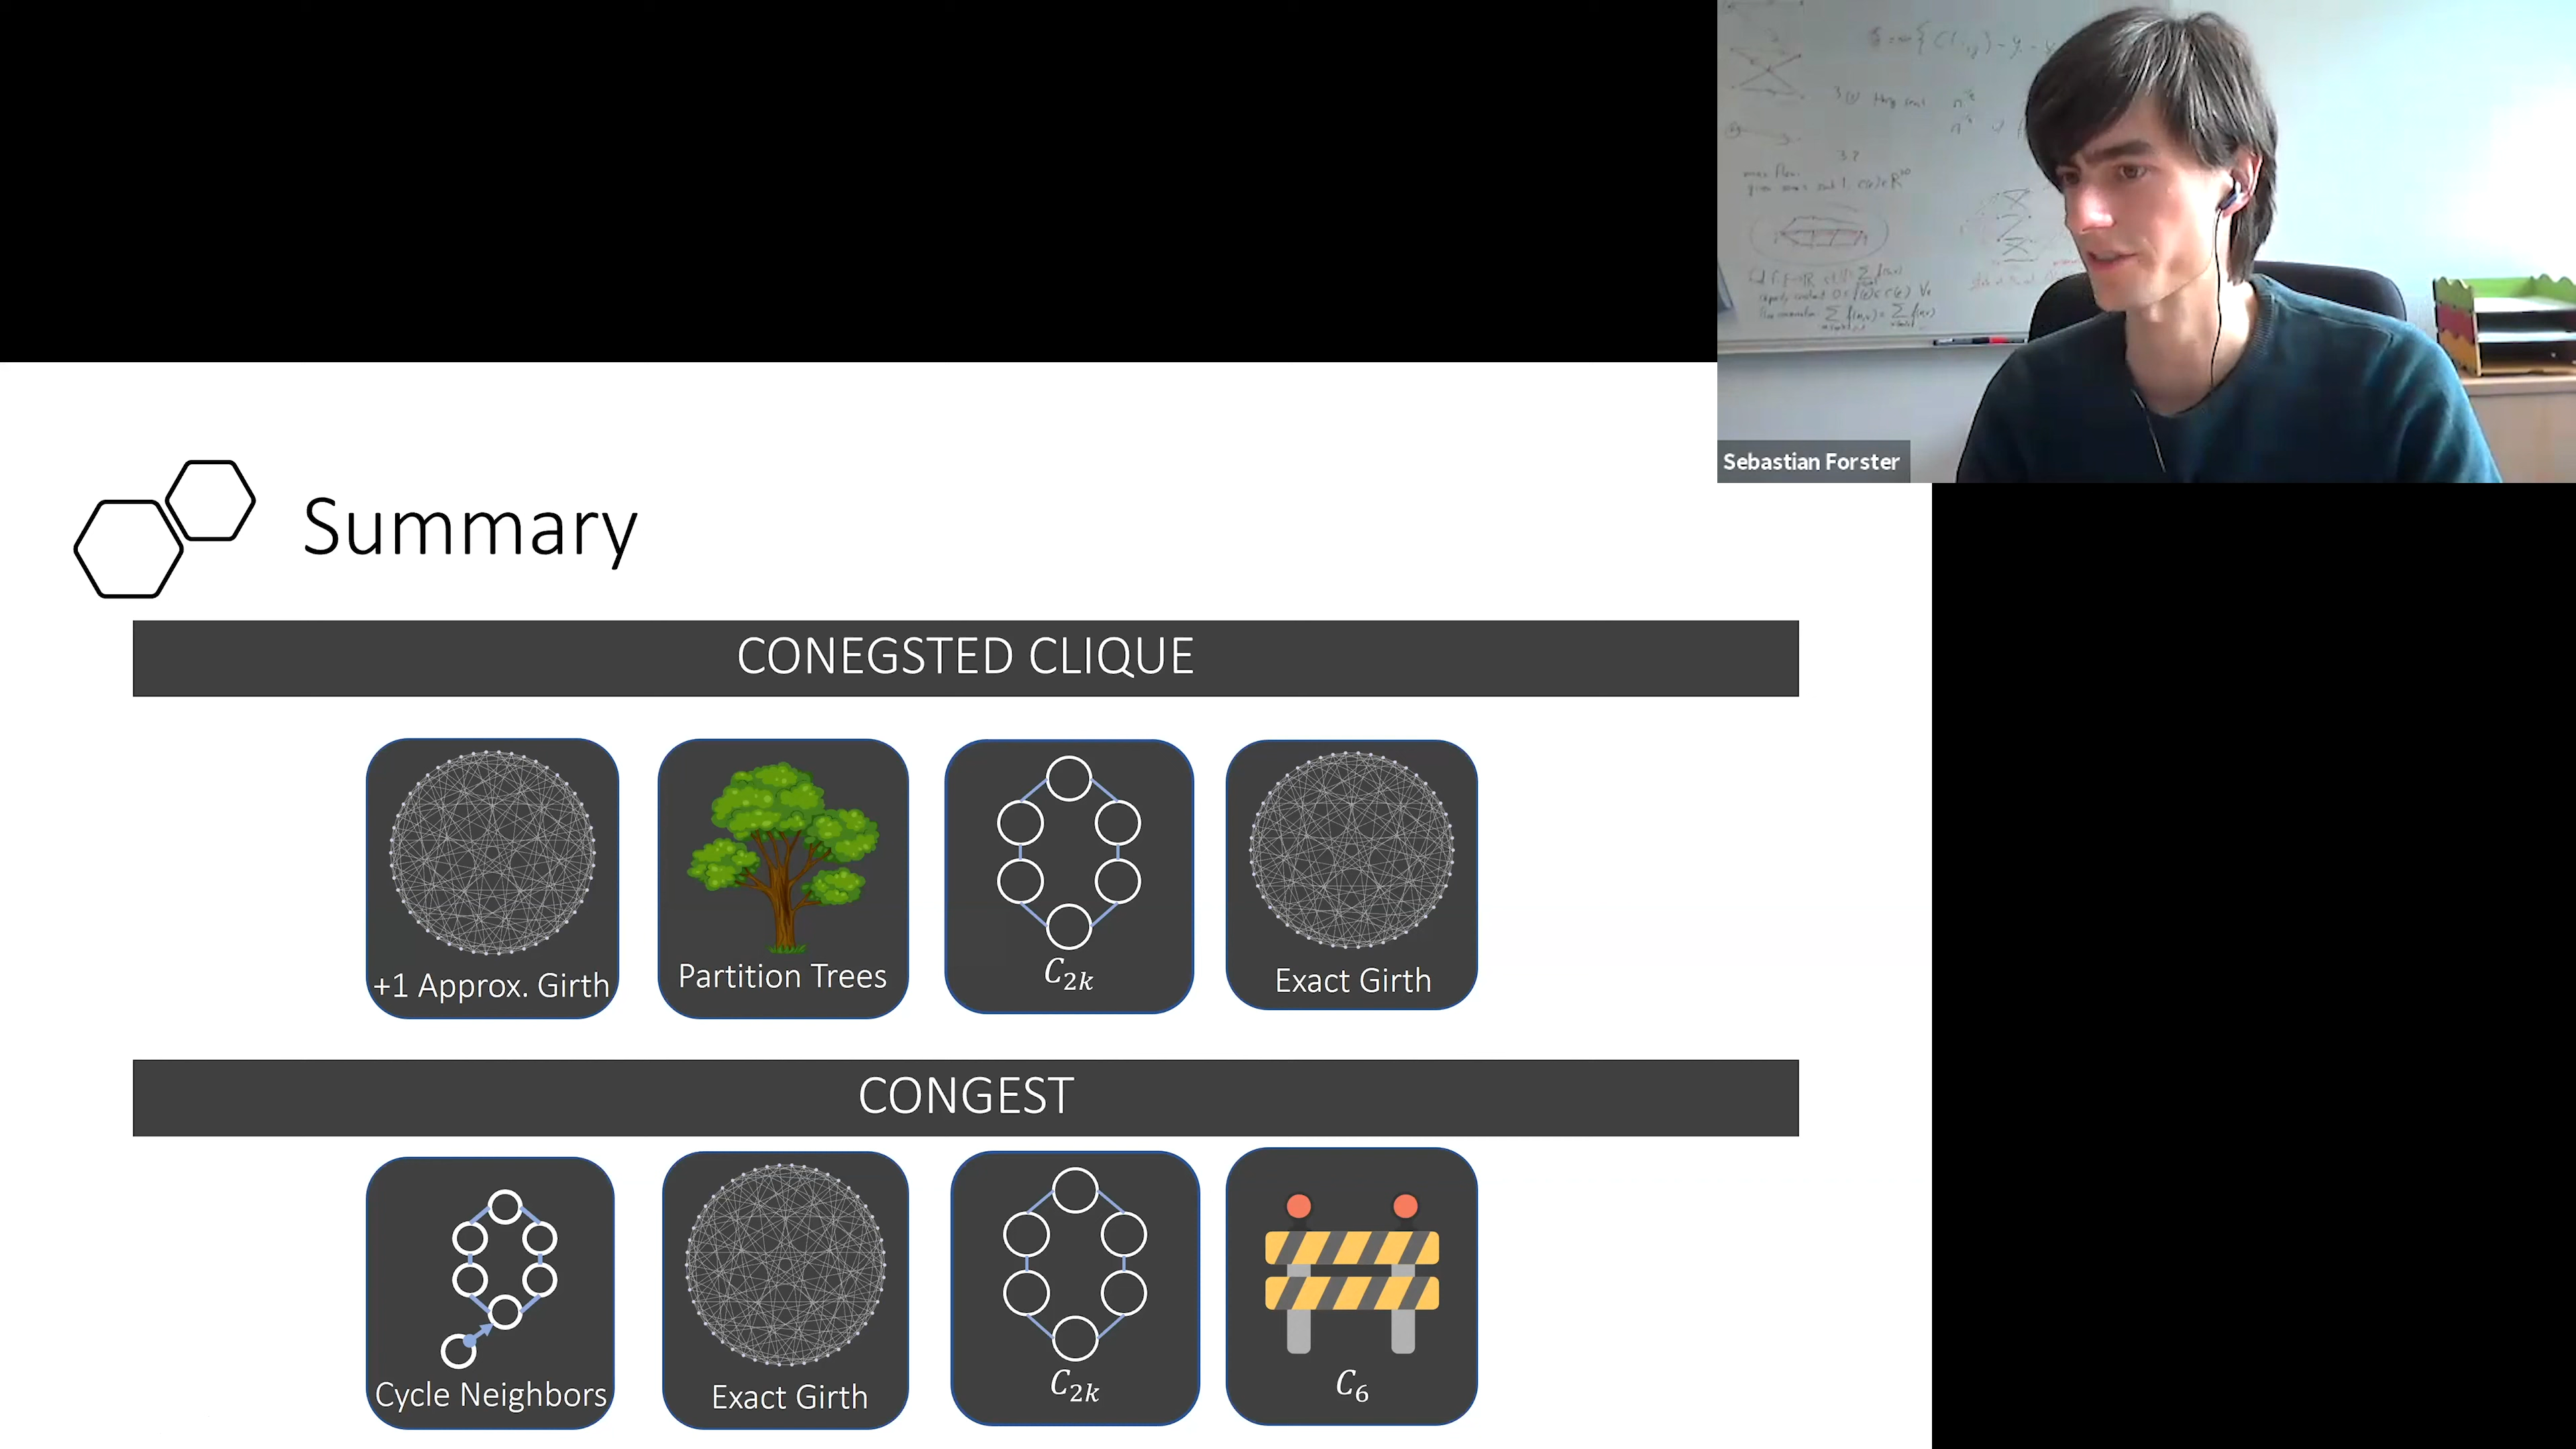 Sebastian Forster
Summary
CONEGSTED CLIQUE
+1 Approx. Girth
Partition Trees
C₂ₖ
Exact Girth
CONGEST
Cycle Neighbors
Exact Girth
C₂ₖ
C₆